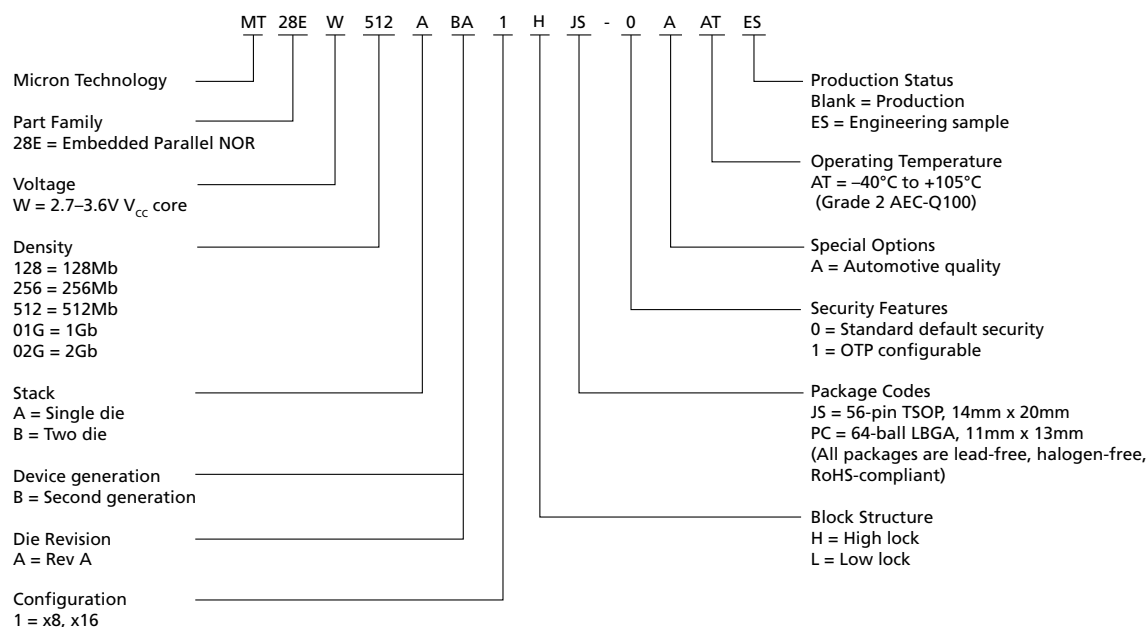 MT 28E W 512 A BA 1 H JS - 0 A AT ES
Micron Technology
Part Family
28E = Embedded Parallel NOR
Voltage
W = 2.7–3.6V Vcc core
Density
128 = 128Mb
256 = 256Mb
512 = 512Mb
01G = 1Gb
02G = 2Gb
Stack
A = Single die
B = Two die
Device generation
B = Second generation
Die Revision
A = Rev A
Configuration
1 = x8, x16
Production Status
Blank = Production
ES = Engineering sample
Operating Temperature
AT = –40°C to +105°C
(Grade 2 AEC-Q100)
Special Options
A = Automotive quality
Security Features
0 = Standard default security
1 = OTP configurable
Package Codes
JS = 56-pin TSOP, 14mm x 20mm
PC = 64-ball LBGA, 11mm x 13mm
(All packages are lead-free, halogen-free,
RoHS-compliant)
Block Structure
H = High lock
L = Low lock